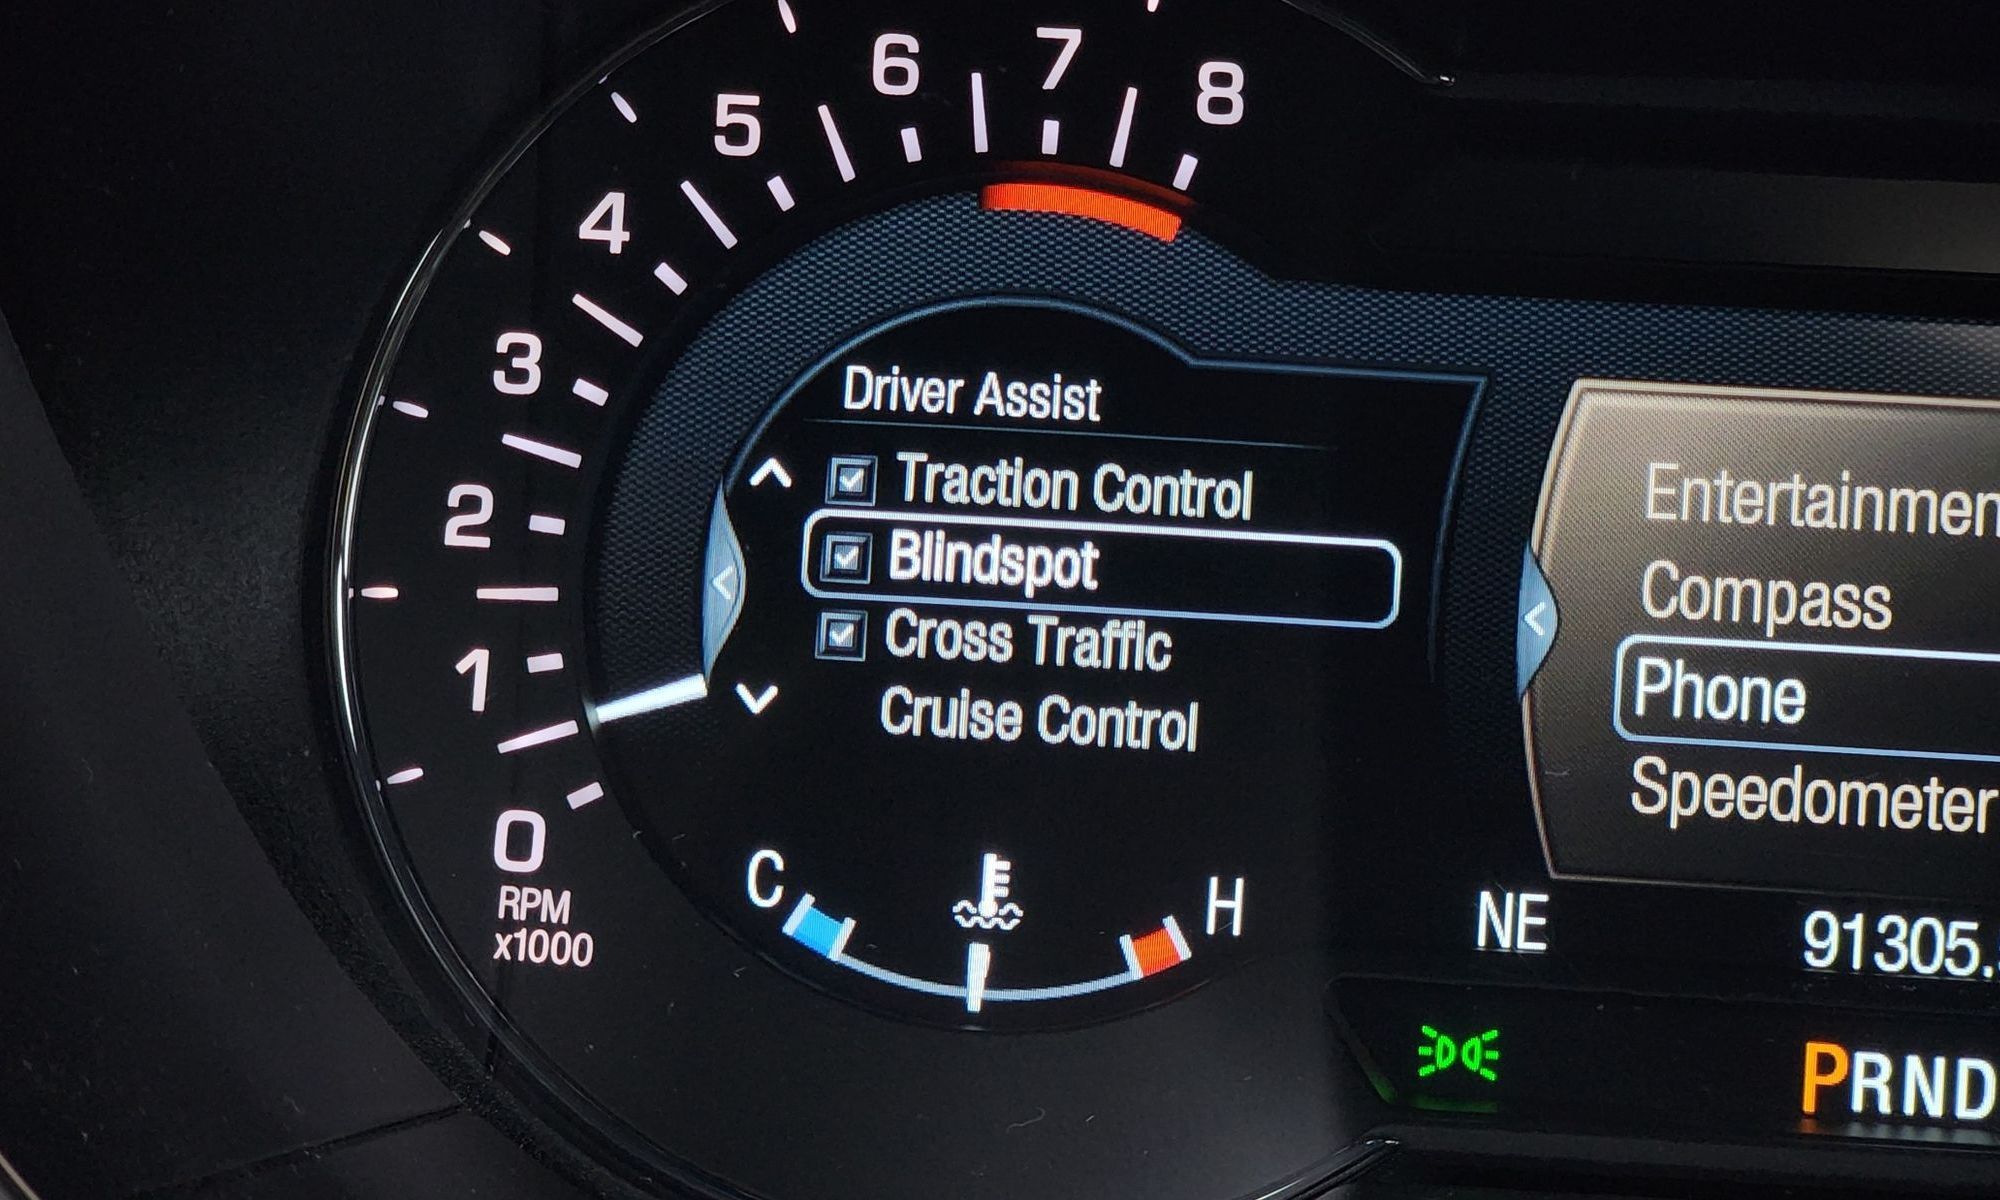 8
7
6
5
4
3
2
1
0
RPM
x1000
Driver Assist
Traction Control
Blindspot
Cross Traffic
Cruise Control
C
H
Compass
Phone
Speedometer
NE
91305.
PRND